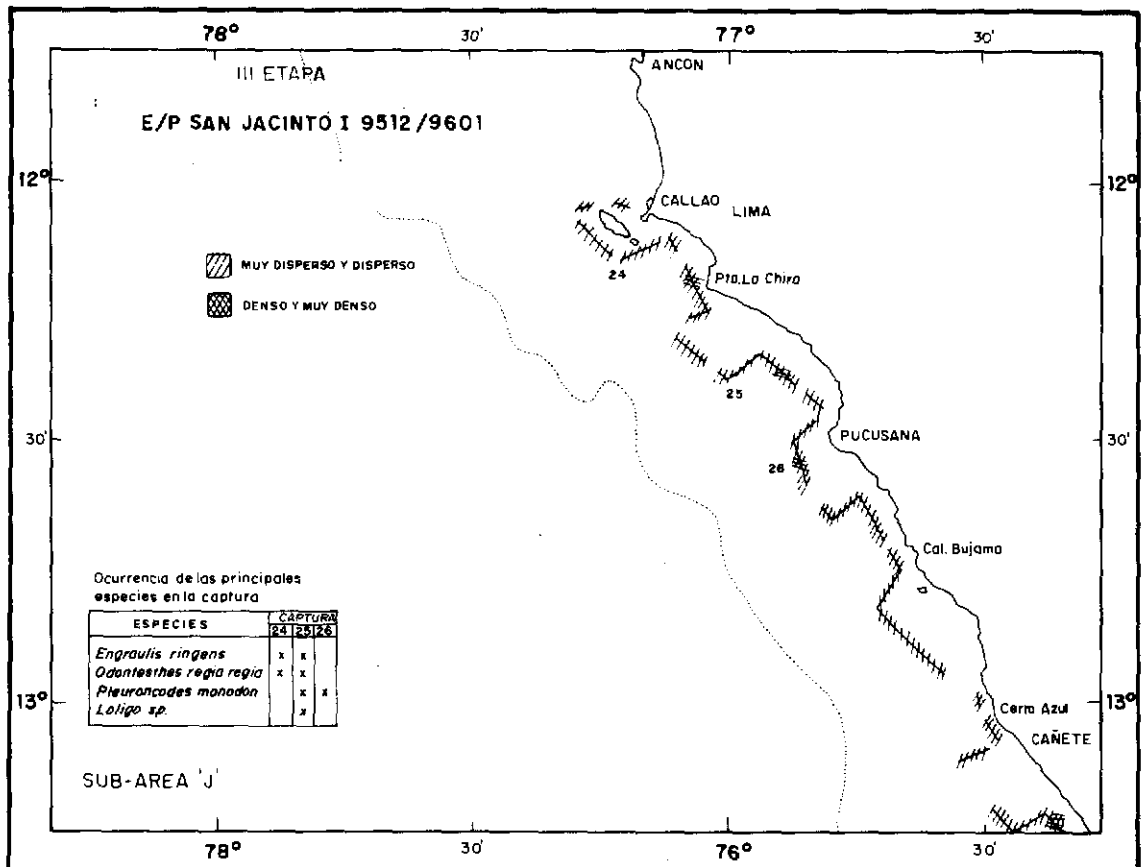 78° 30' 77° 30'
III ETAPA
ANCON
E/P SAN JACINTO I 9512/9601
12° 12°
CALLAO
LIMA
MUY DISPERSO Y DISPERSO
24
Pta. La Chira
DENSO Y MUY DENSO
25
30' PUCUSANA 30'
26
Cal. Bujama
Ocurrencia de las principales
especies en la captura
ESPECIES CAPTURA
24 25 26
Engraulis ringens x x
Odontesthes regia regia x x
Pleuroncodes monodon x x
Loligo sp. x
13° 13°
Cerro Azul
CAÑETE
SUB-AREA 'J'
78° 30' 76° 30'